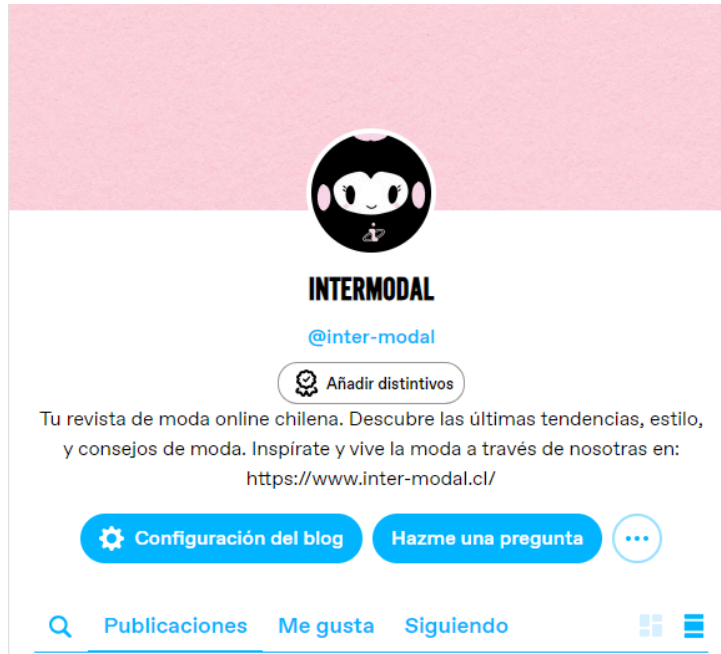 INTERMODAL
@inter-modal
Añadir distintivos
Tu revista de moda online chilena. Descubre las últimas tendencias, estilo,
y consejos de moda. Inspírate y vive la moda a través de nosotras en:
https://www.inter-modal.cl/
Configuración del blog Hazme una pregunta
Publicaciones Me gusta Siguiendo